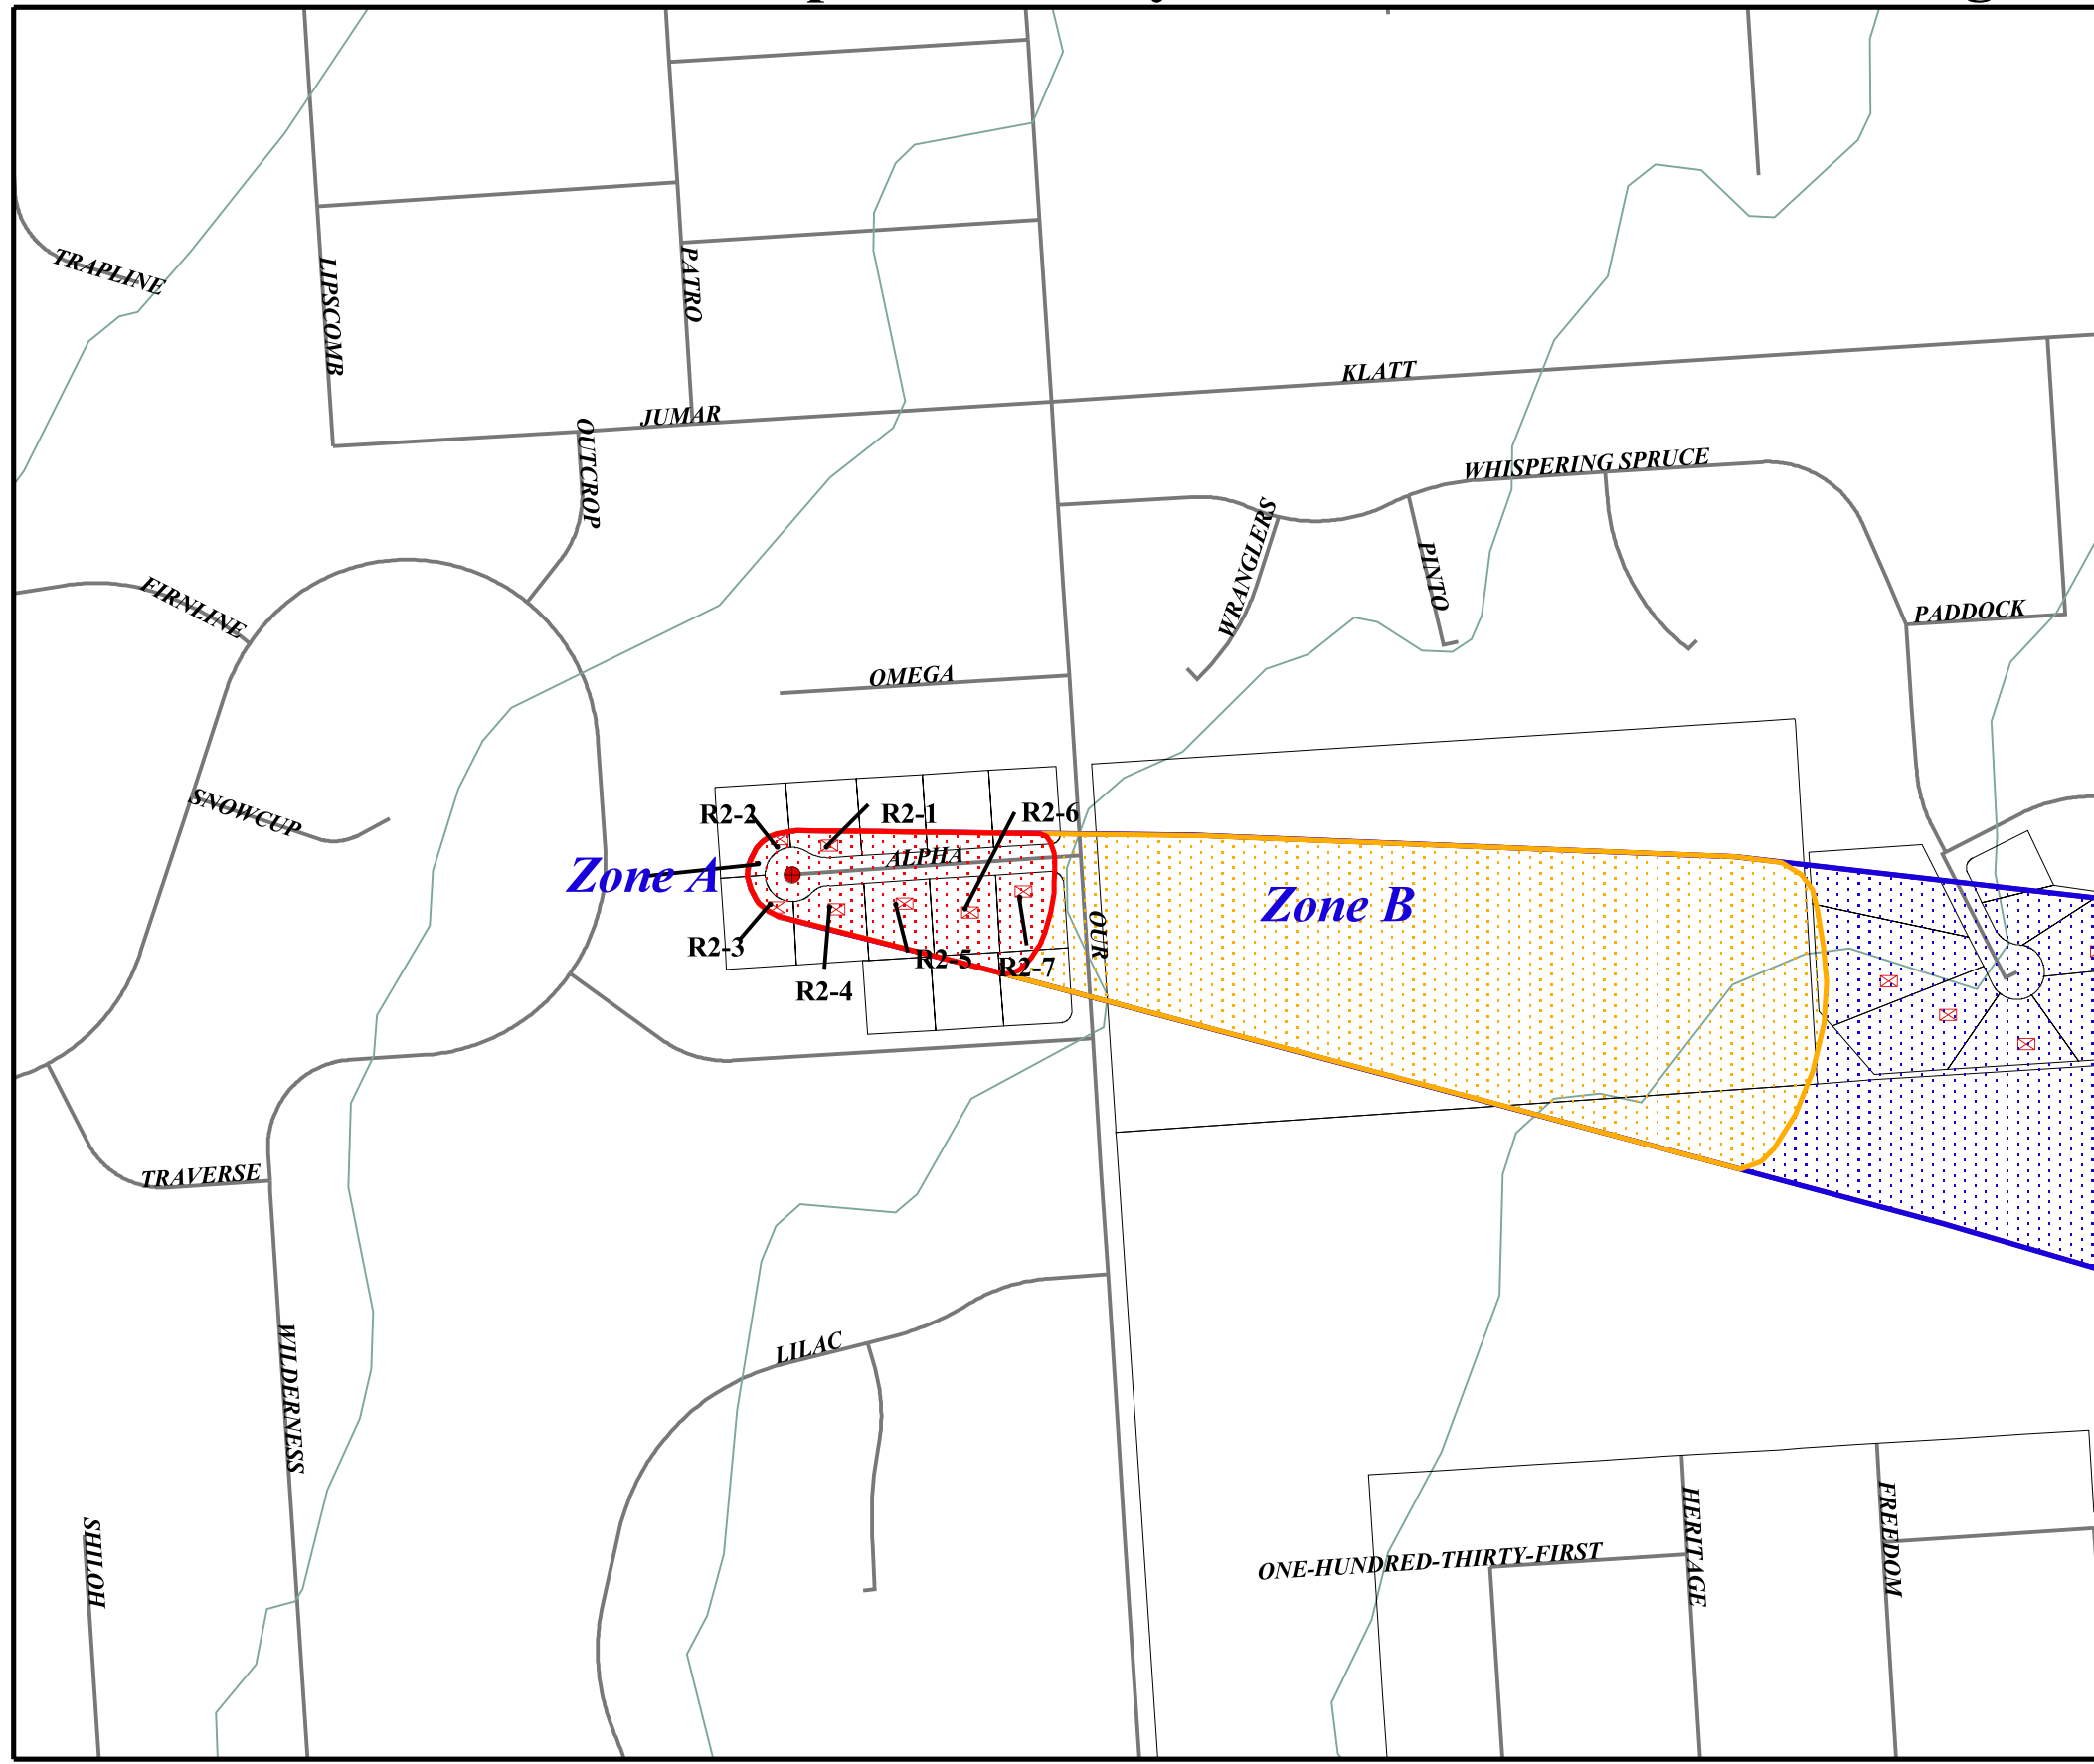 TRAPLINE
LIPSCOMB
PATRO
KLATT
JUMAR
OUTCROP
WHISPERING SPRUCE
WRANGLERS
PINTO
FIRNLINE
PADDOCK
OMEGA
SNOWCUP
R2-2
R2-1
R2-6
ALPHA
Zone A
Zone B
OUR
R2-3
R2-5
R2-7
R2-4
TRAVERSE
WILDERNESS
LILAC
SHILOH
HERITAGE
FREEDOM
ONE-HUNDRED-THIRTY-FIRST